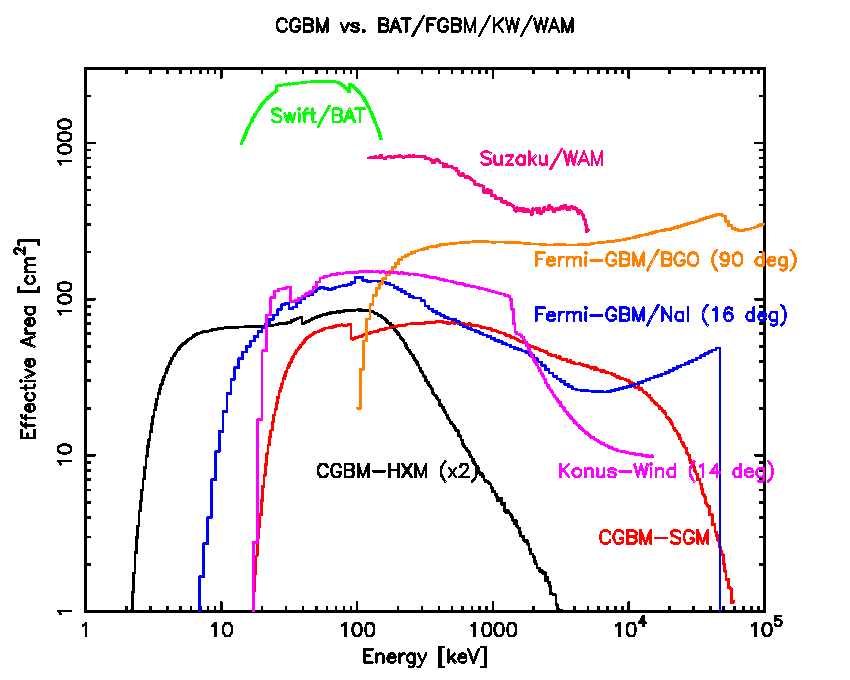 CGBM vs. BAT/FGBM/KW/WAM
Swift/BAT
Suzaku/WAM
Fermi-GBM/BGO (90 deg)
Fermi-GBM/NaI (16 deg)
CGBM-HXM (x2)
Konus-Wind (14 deg)
CGBM-SGM
Effective Area [cm²]
1000
100
10
1
1 10 100 1000 10⁴ 10⁵
Energy [keV]